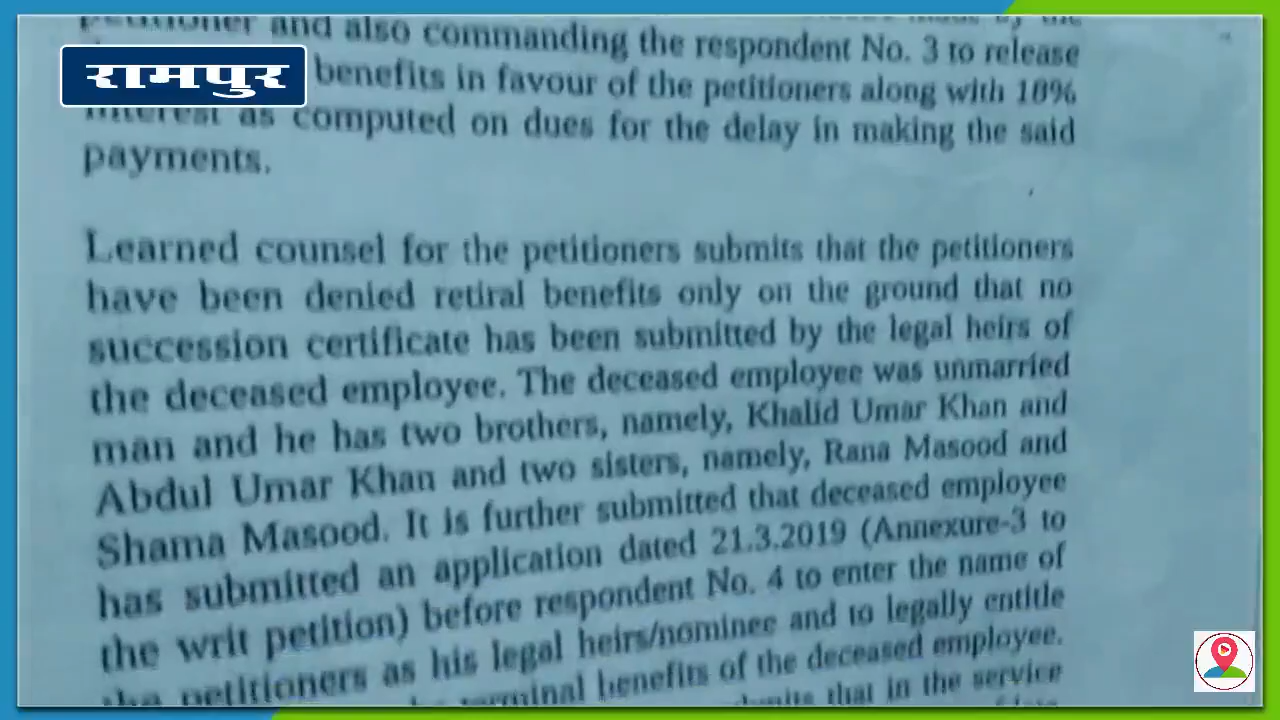 petitioner and also commanding the respondent No. 3 to release
रामपुर
benefits in favour of the petitioners along with 18%
interest as computed on dues for the delay in making the said
payments.
Learned counsel for the petitioners submits that the petitioners
have been denied retiral benefits only on the ground that no
succession certificate has been submitted by the legal heirs of
the deceased employee. The deceased employee was unmarried
man and he has two brothers, namely, Khalid Umar Khan and
Abdul Umar Khan and two sisters, namely, Rana Masood and
Shama Masood. It is further submitted that deceased employee
has submitted an application dated 21.3.2019 (Annexure-3 to
the writ petition) before respondent No. 4 to enter the name of
the petitioners as his legal heirs/nominee and to legally entitle
terminal benefits of the deceased employee.
that in the service